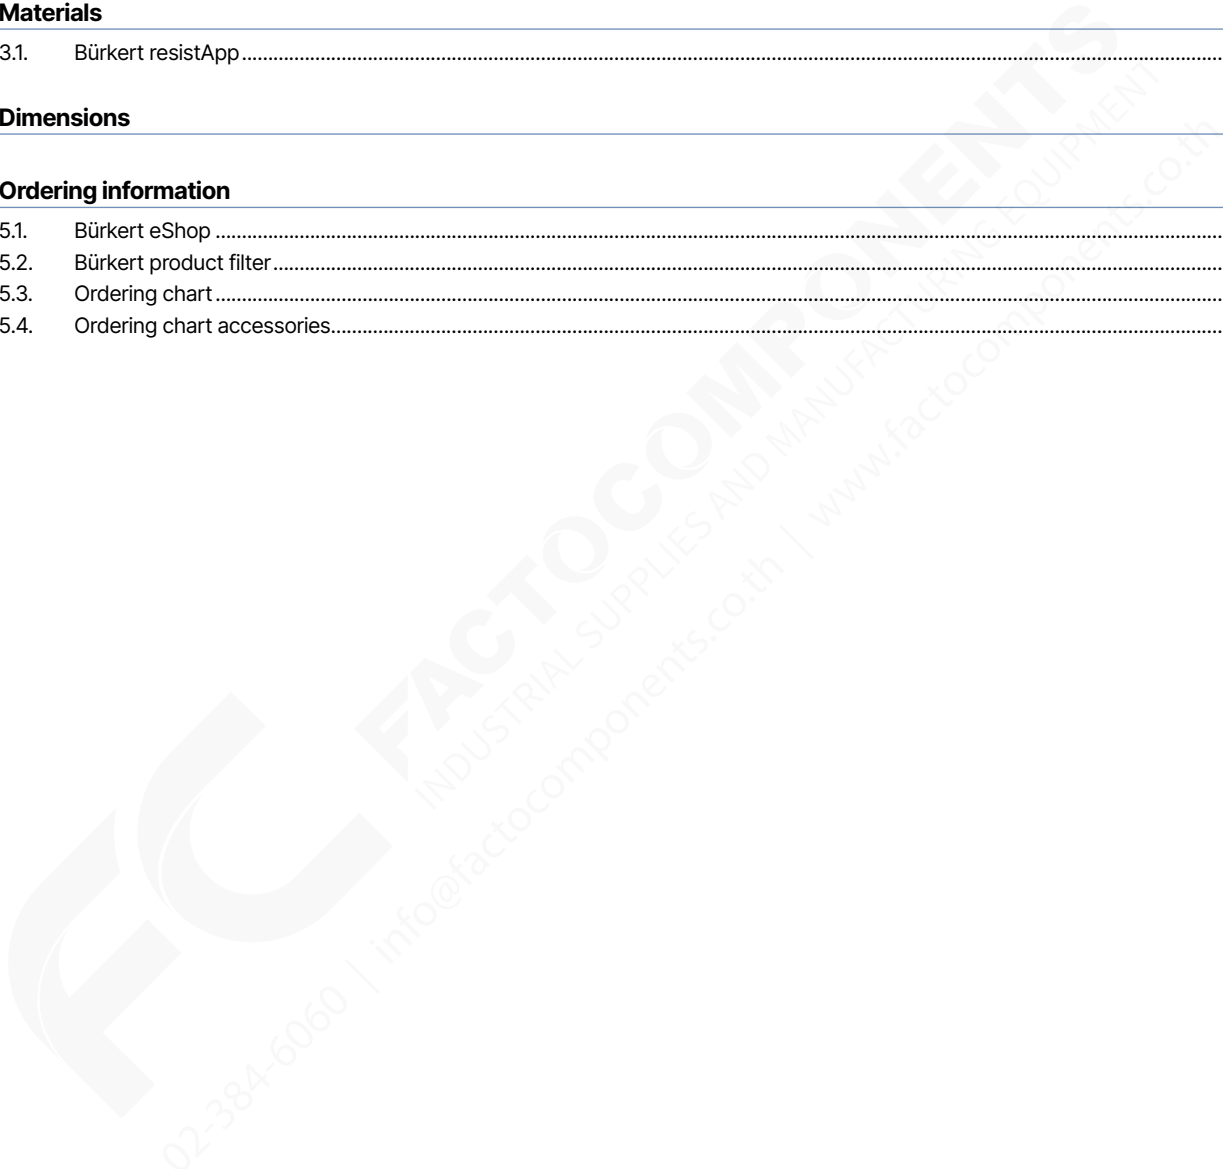 Materials
3.1. Bürkert resistApp
Dimensions
Ordering information
5.1. Bürkert eShop
5.2. Bürkert product filter
5.3. Ordering chart
5.4. Ordering chart accessories
FC
FACTOCOMPONENTS
INDUSTRIAL SUPPLIES AND MANUFACTURING EQUIPMENT
02-384-6060 | info@factocomponents.co.th | www.factocomponents.co.th